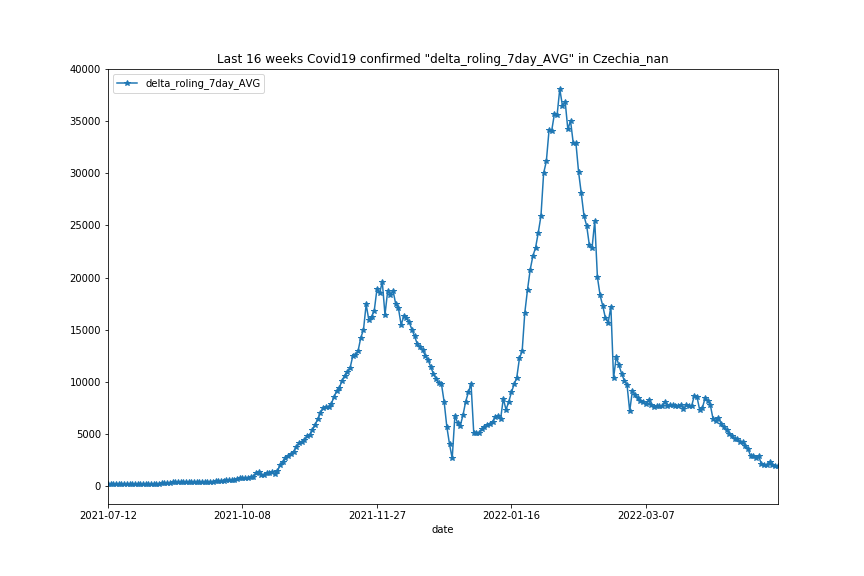 Last 16 weeks Covid19 confirmed "delta_roling_7day_AVG" in Czechia_nan
delta_roling_7day_AVG
40000
35000
30000
25000
20000
15000
10000
5000
0
2021-07-12 2021-10-08 2021-11-27 2022-01-16 2022-03-07
date